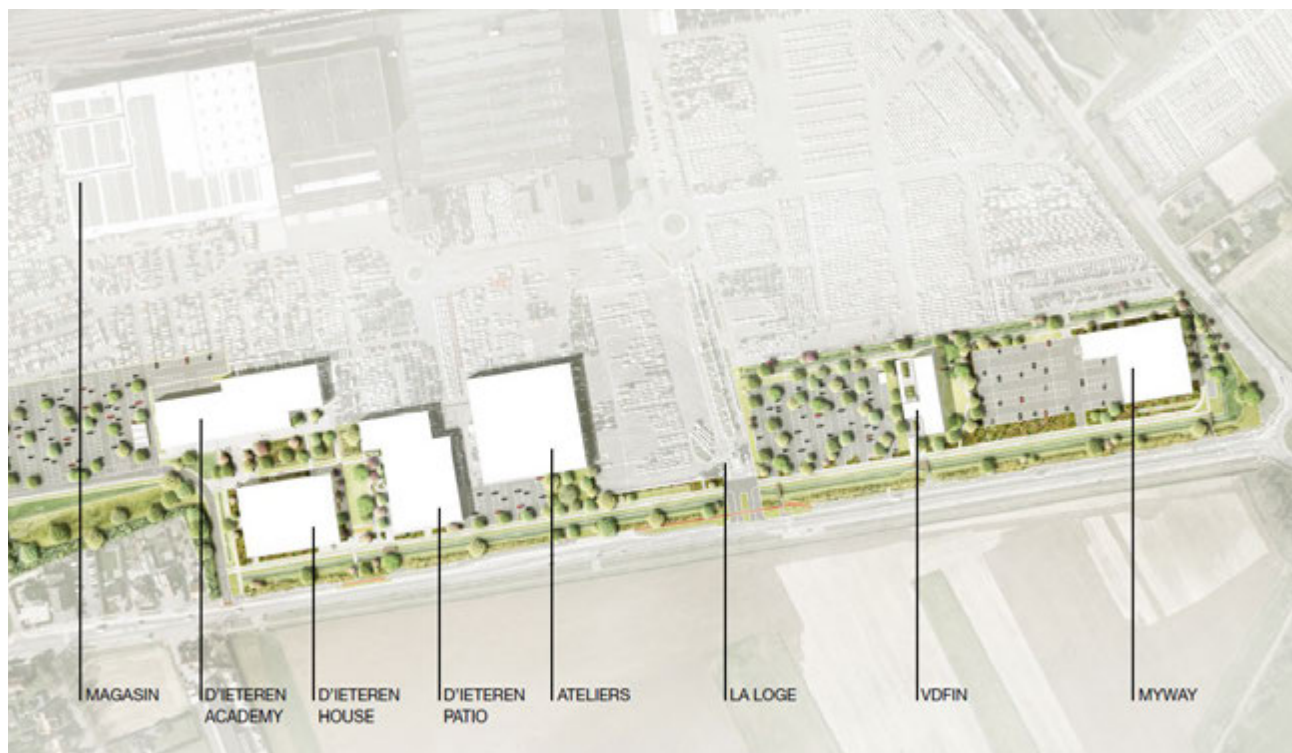 MAGASIN
D'IETEREN
ACADEMY
D'IETEREN
HOUSE
D'IETEREN
PATIO
ATELIERS
LA LOGE
VDFIN
MYWAY